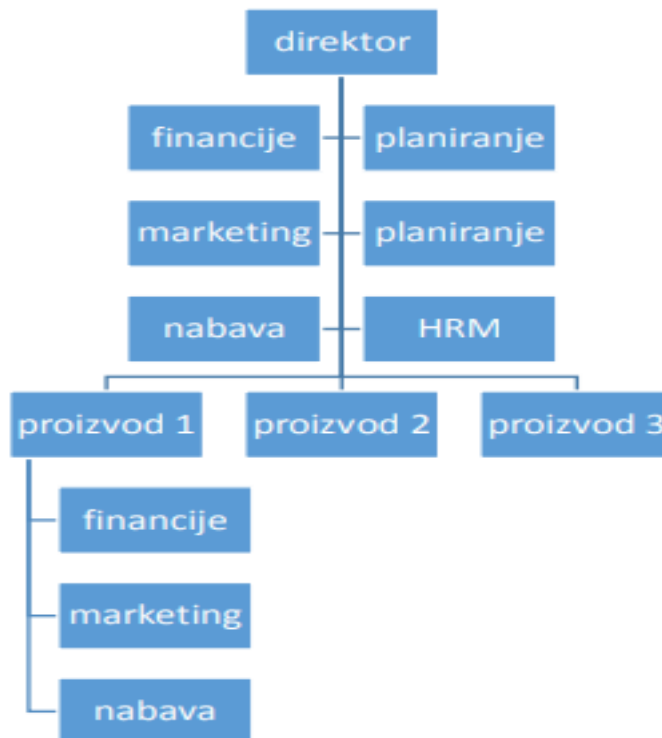 direktor
financije
planiranje
marketing
planiranje
nabava
HRM
proizvod 1
proizvod 2
proizvod 3
financije
marketing
nabava